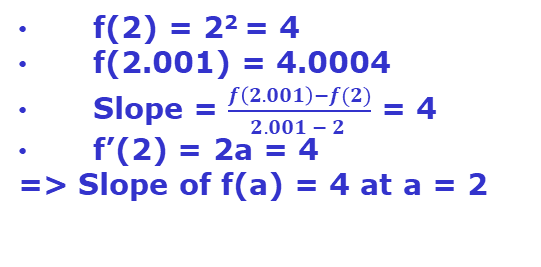 • f(2) = 2² = 4
• f(2.001) = 4.0004
• Slope = \frac{f(2.001)−f(2)}{2.001 − 2} = 4
• f’(2) = 2a = 4
=> Slope of f(a) = 4 at a = 2